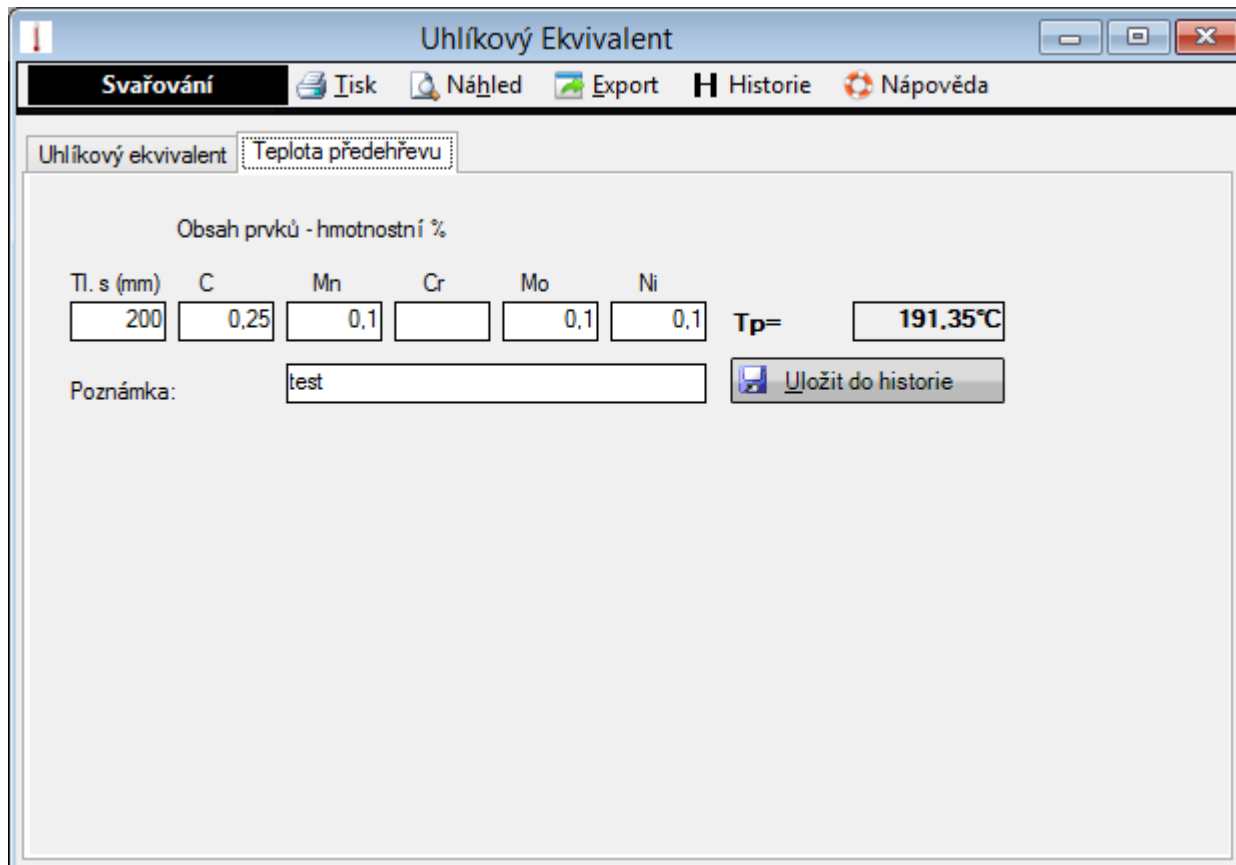 Uhlíkový Ekvivalent
Svařování Tisk Náhled Export H Historie Nápověda
Uhlíkový ekvivalent Teplota předehřevu
Obsah prvků - hmotnostní %
Tl. s (mm) C Mn Cr Mo Ni
200 0,25 0,1 0,1 0,1 Tp= 191,35°C
Poznámka: test Uložit do historie